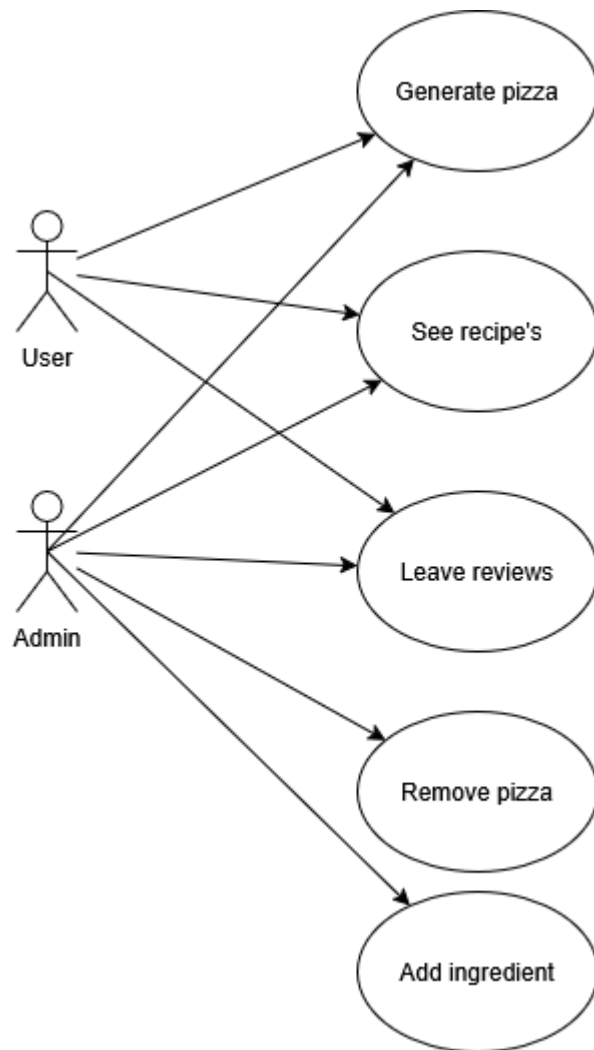 Generate pizza
User
See recipe's
Admin
Leave reviews
Remove pizza
Add ingredient